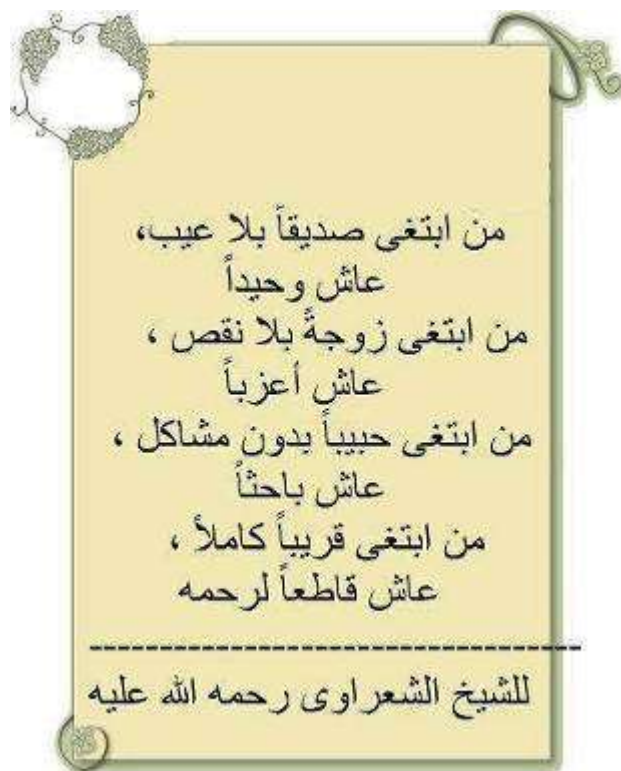 من ابتغى صديقاً بلا عيب،
عاش وحيداً
من ابتغى زوجةً بلا نقص ،
عاش أعزباً
من ابتغى حبيباً بدون مشاكل ،
عاش باحثاً
من ابتغى قريباً كاملاً ،
عاش قاطعاً لرحمه
للشيخ الشعراوى رحمه الله عليه